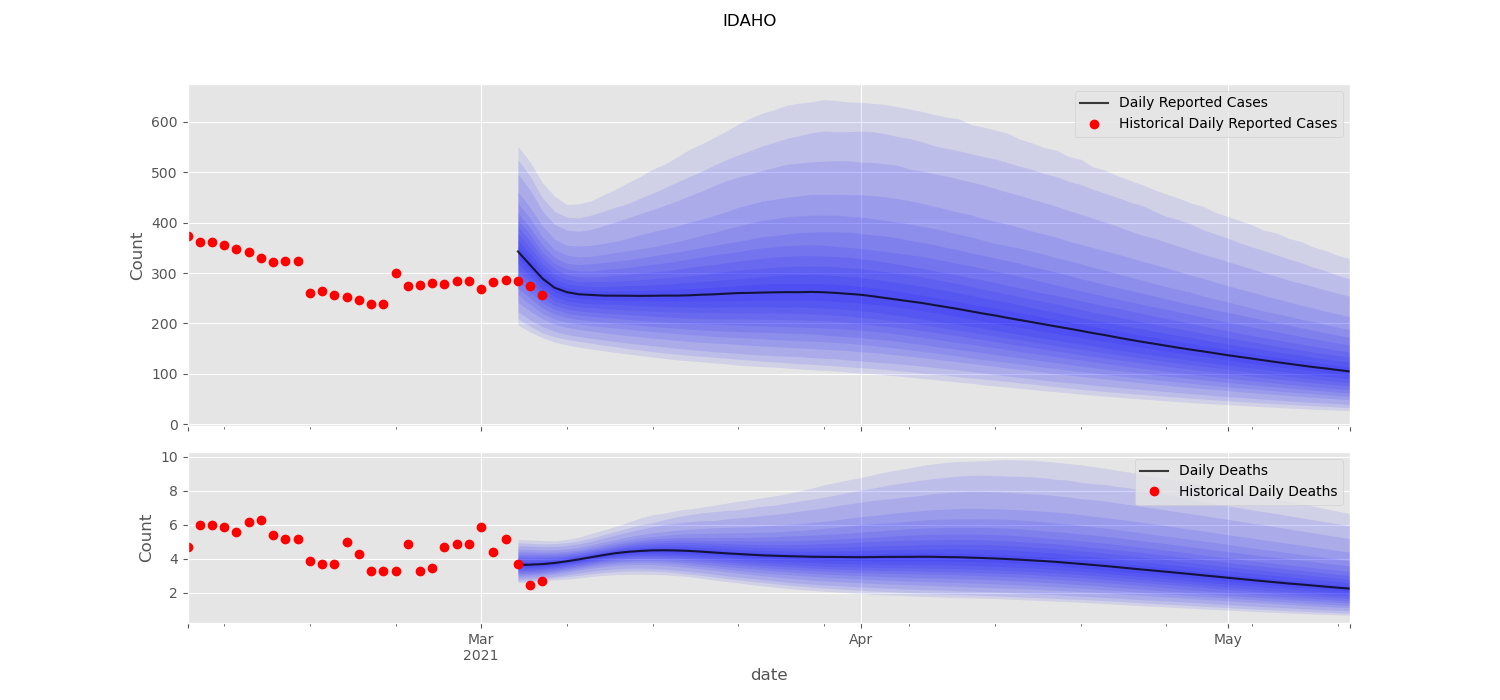 IDAHO
Daily Reported Cases
Historical Daily Reported Cases
600
500
400
300
200
100
0
Count
Daily Deaths
Historical Daily Deaths
10
8
6
4
2
Count
Mar
2021
Apr
May
date